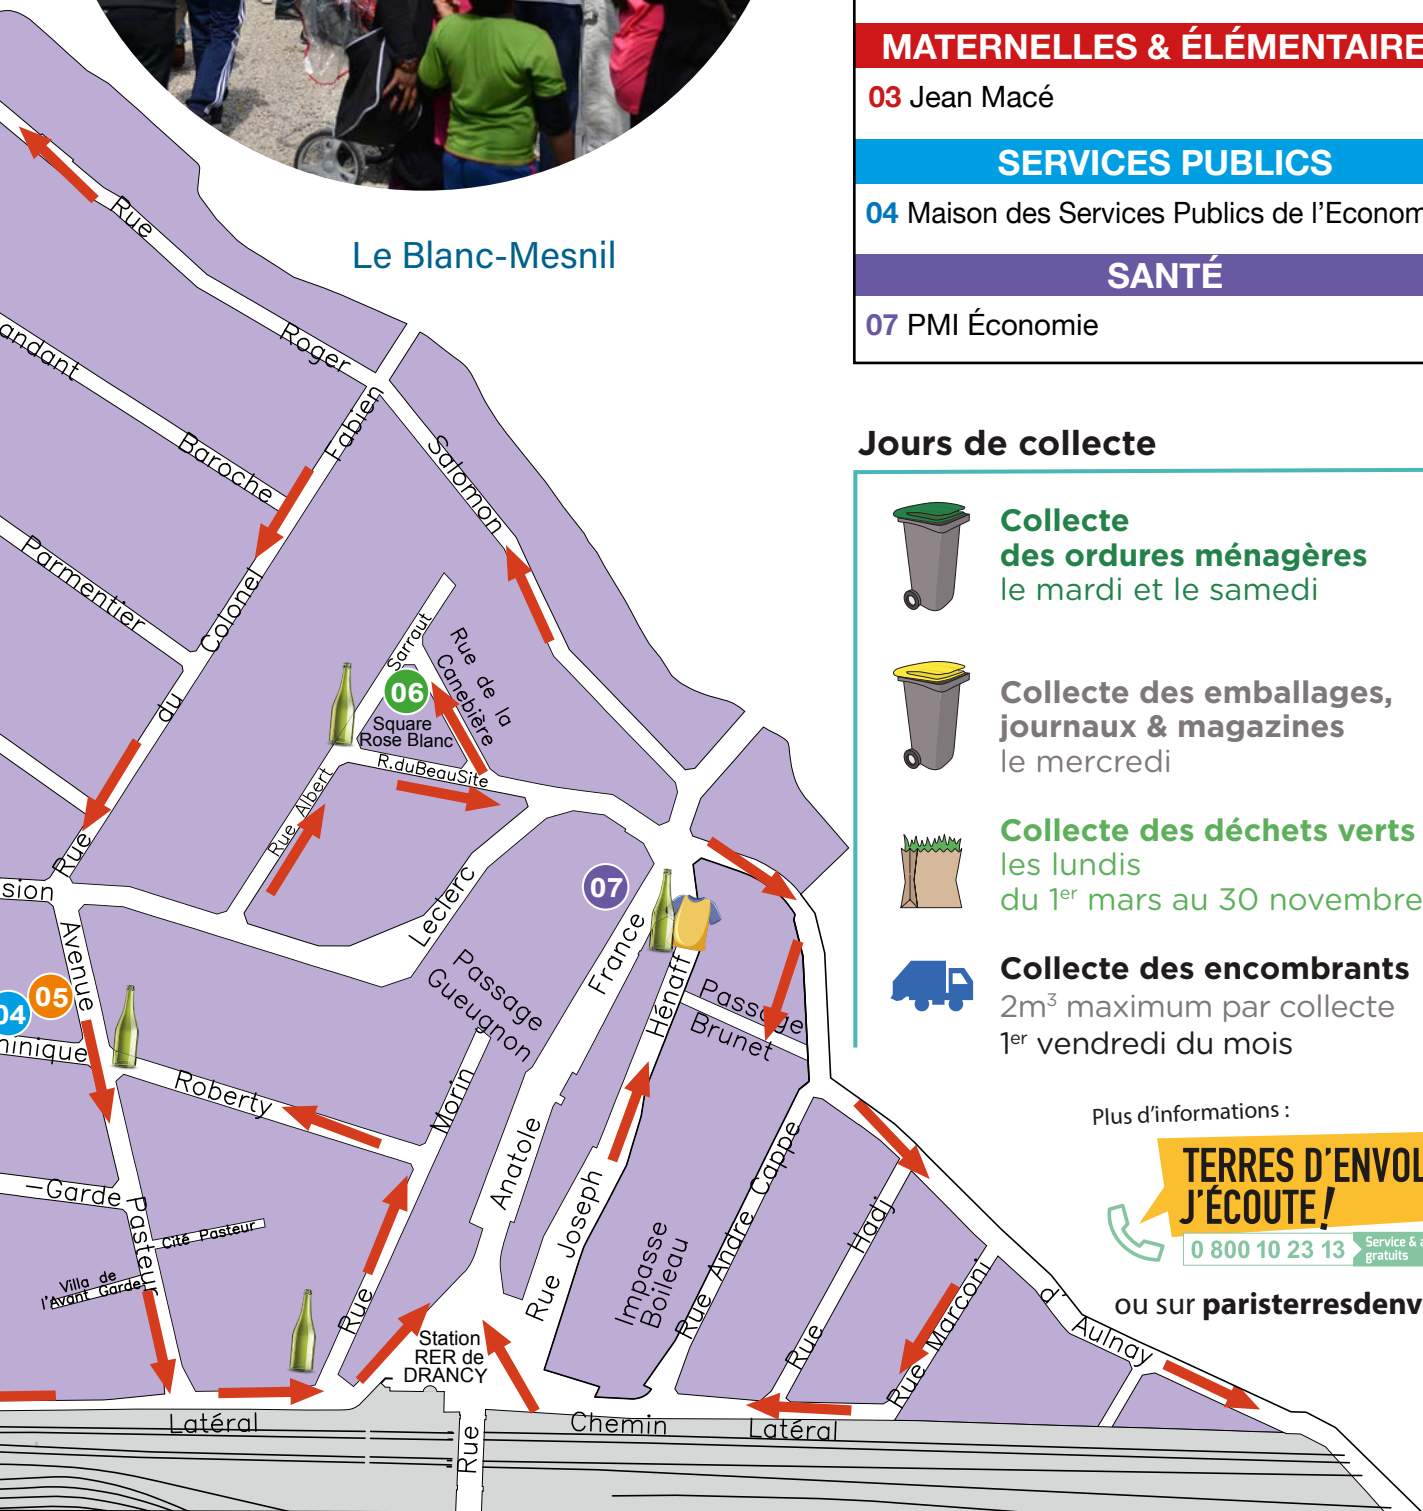 MATERNELLES & ÉLÉMENTAIRE
03 Jean Macé
SERVICES PUBLICS
04 Maison des Services Publics de l'Econom
SANTÉ
07 PMI Économie
Le Blanc-Mesnil
Jours de collecte
Collecte
des ordures ménagères
le mardi et le samedi
Collecte des emballages,
journaux & magazines
le mercredi
Collecte des déchets verts
les lundis
du 1er mars au 30 novembre
Collecte des encombrants
2m³ maximum par collecte
1er vendredi du mois
Plus d'informations :
TERRES D'ENVOL
J'ÉCOUTE !
0 800 10 23 13
Service & a
gratuits
ou sur paristerresdenv
Rue
Roger
Salomon
andant
Baroche
Parmentier
Rue
du
Colonel
Fabien
Rue Albert
Sarraut
06
Square
Rose Blanc
Rue de la
Canebière
R.duBeauSite
Leclerc
07
sion
Avenue
Pasteur
05
04
inique
Roberty
Passage
Gueugnon
Rue
Morin
Anatole
France
Rue Joseph
Hénaff
Passage
Brunet
Impasse
Boileau
Rue André Cappe
Rue
Hadj
Rue Marconi
d'
Aulnay
-Garde
Cité Pasteur
Villa de
l'Avant Garde
Station
RER de
DRANCY
Latéral
Rue
Chemin
Latéral